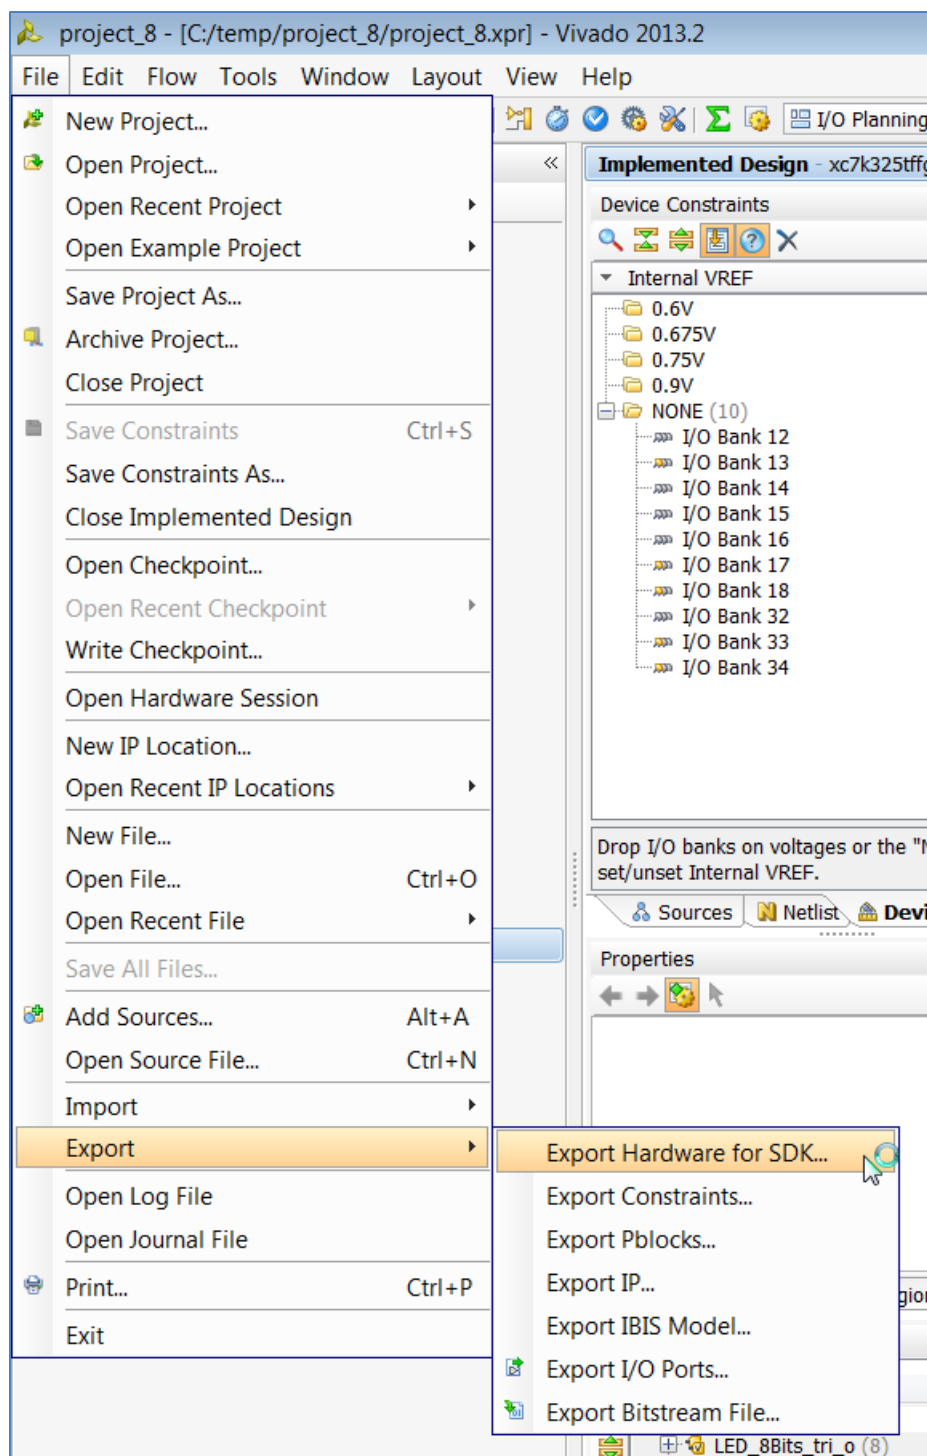 project_8 - [C:/temp/project_8/project_8.xpr] - Vivado 2013.2
File Edit Flow Tools Window Layout View Help
I/O Planning
New Project...
Open Project...
Open Recent Project
Open Example Project
Save Project As...
Archive Project...
Close Project
Save Constraints Ctrl+S
Save Constraints As...
Close Implemented Design
Open Checkpoint...
Open Recent Checkpoint
Write Checkpoint...
Open Hardware Session
New IP Location...
Open Recent IP Locations
New File...
Open File... Ctrl+O
Open Recent File
Save All Files...
Add Sources... Alt+A
Open Source File... Ctrl+N
Import
Export
Open Log File
Open Journal File
Print... Ctrl+P
Exit
Export Hardware for SDK...
Export Constraints...
Export Pblocks...
Export IP...
Export IBIS Model...
Export I/O Ports...
Export Bitstream File...
Implemented Design - xc7k325tff
Device Constraints
Internal VREF
0.6V
0.675V
0.75V
0.9V
NONE (10)
I/O Bank 12
I/O Bank 13
I/O Bank 14
I/O Bank 15
I/O Bank 16
I/O Bank 17
I/O Bank 18
I/O Bank 32
I/O Bank 33
I/O Bank 34
Drop I/O banks on voltages or the "N
set/unset Internal VREF.
Sources Netlist Devi
Properties
gion
LED_8Bits_tri_o (8)